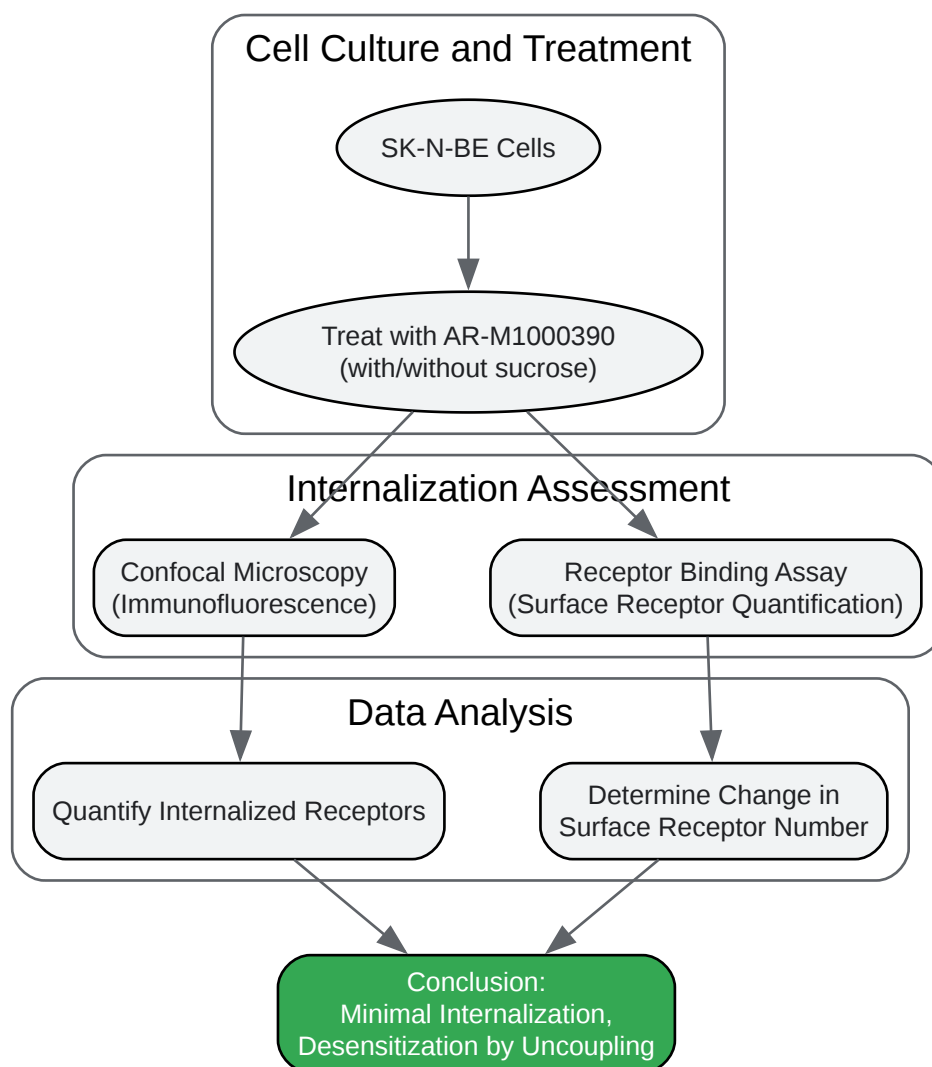 Cell Culture and Treatment
SK-N-BE Cells
Treat with AR-M1000390
(with/without sucrose)
Internalization Assessment
Confocal Microscopy
(Immunofluorescence)
Receptor Binding Assay
(Surface Receptor Quantification)
Data Analysis
Quantify Internalized Receptors
Determine Change in
Surface Receptor Number
Conclusion:
Minimal Internalization,
Desensitization by Uncoupling